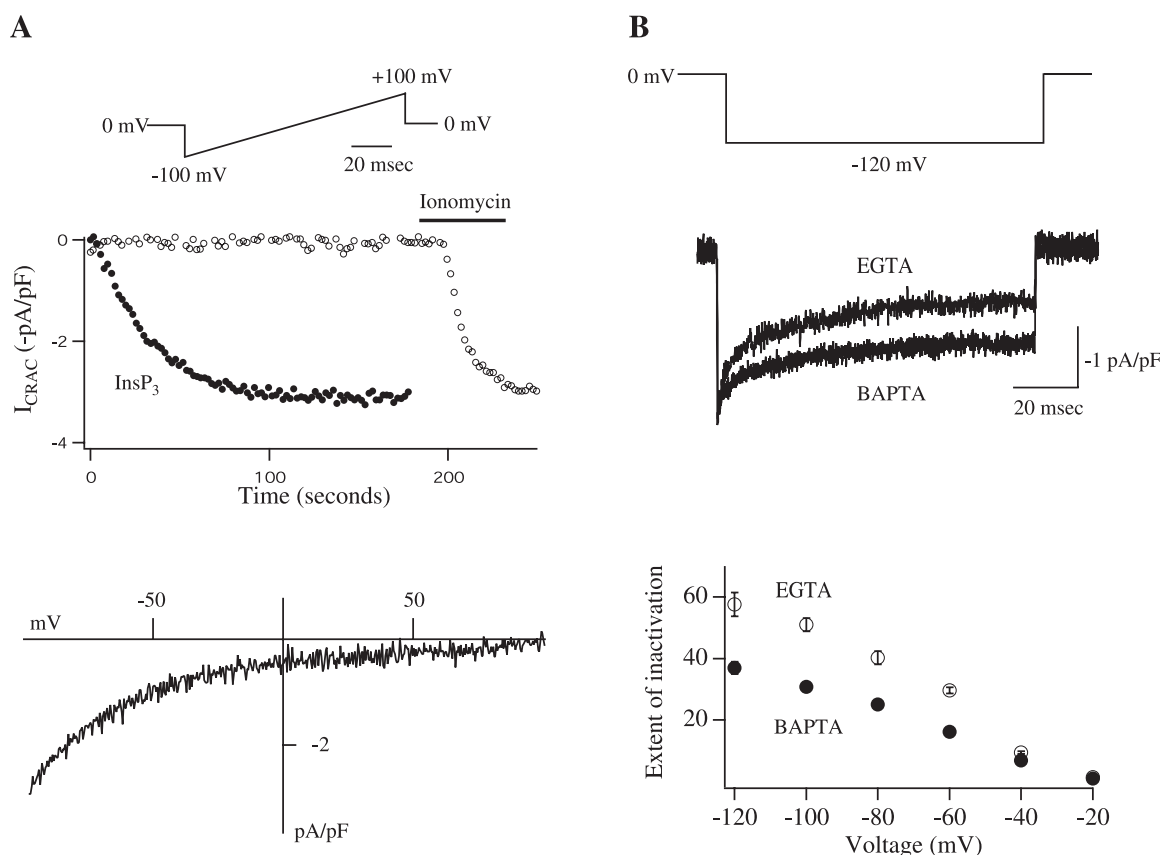 A
+100 mV
0 mV
0 mV
-100 mV
20 msec
Ionomycin
0
-2
-4
I_CRAC (-pA/pF)
InsP3
0
100
200
Time (seconds)
-50
50
mV
-2
pA/pF
B
0 mV
-120 mV
EGTA
BAPTA
-1 pA/pF
20 msec
60
40
20
Extent of inactivation
EGTA
BAPTA
-120
-100
-80
-60
-40
-20
Voltage (mV)